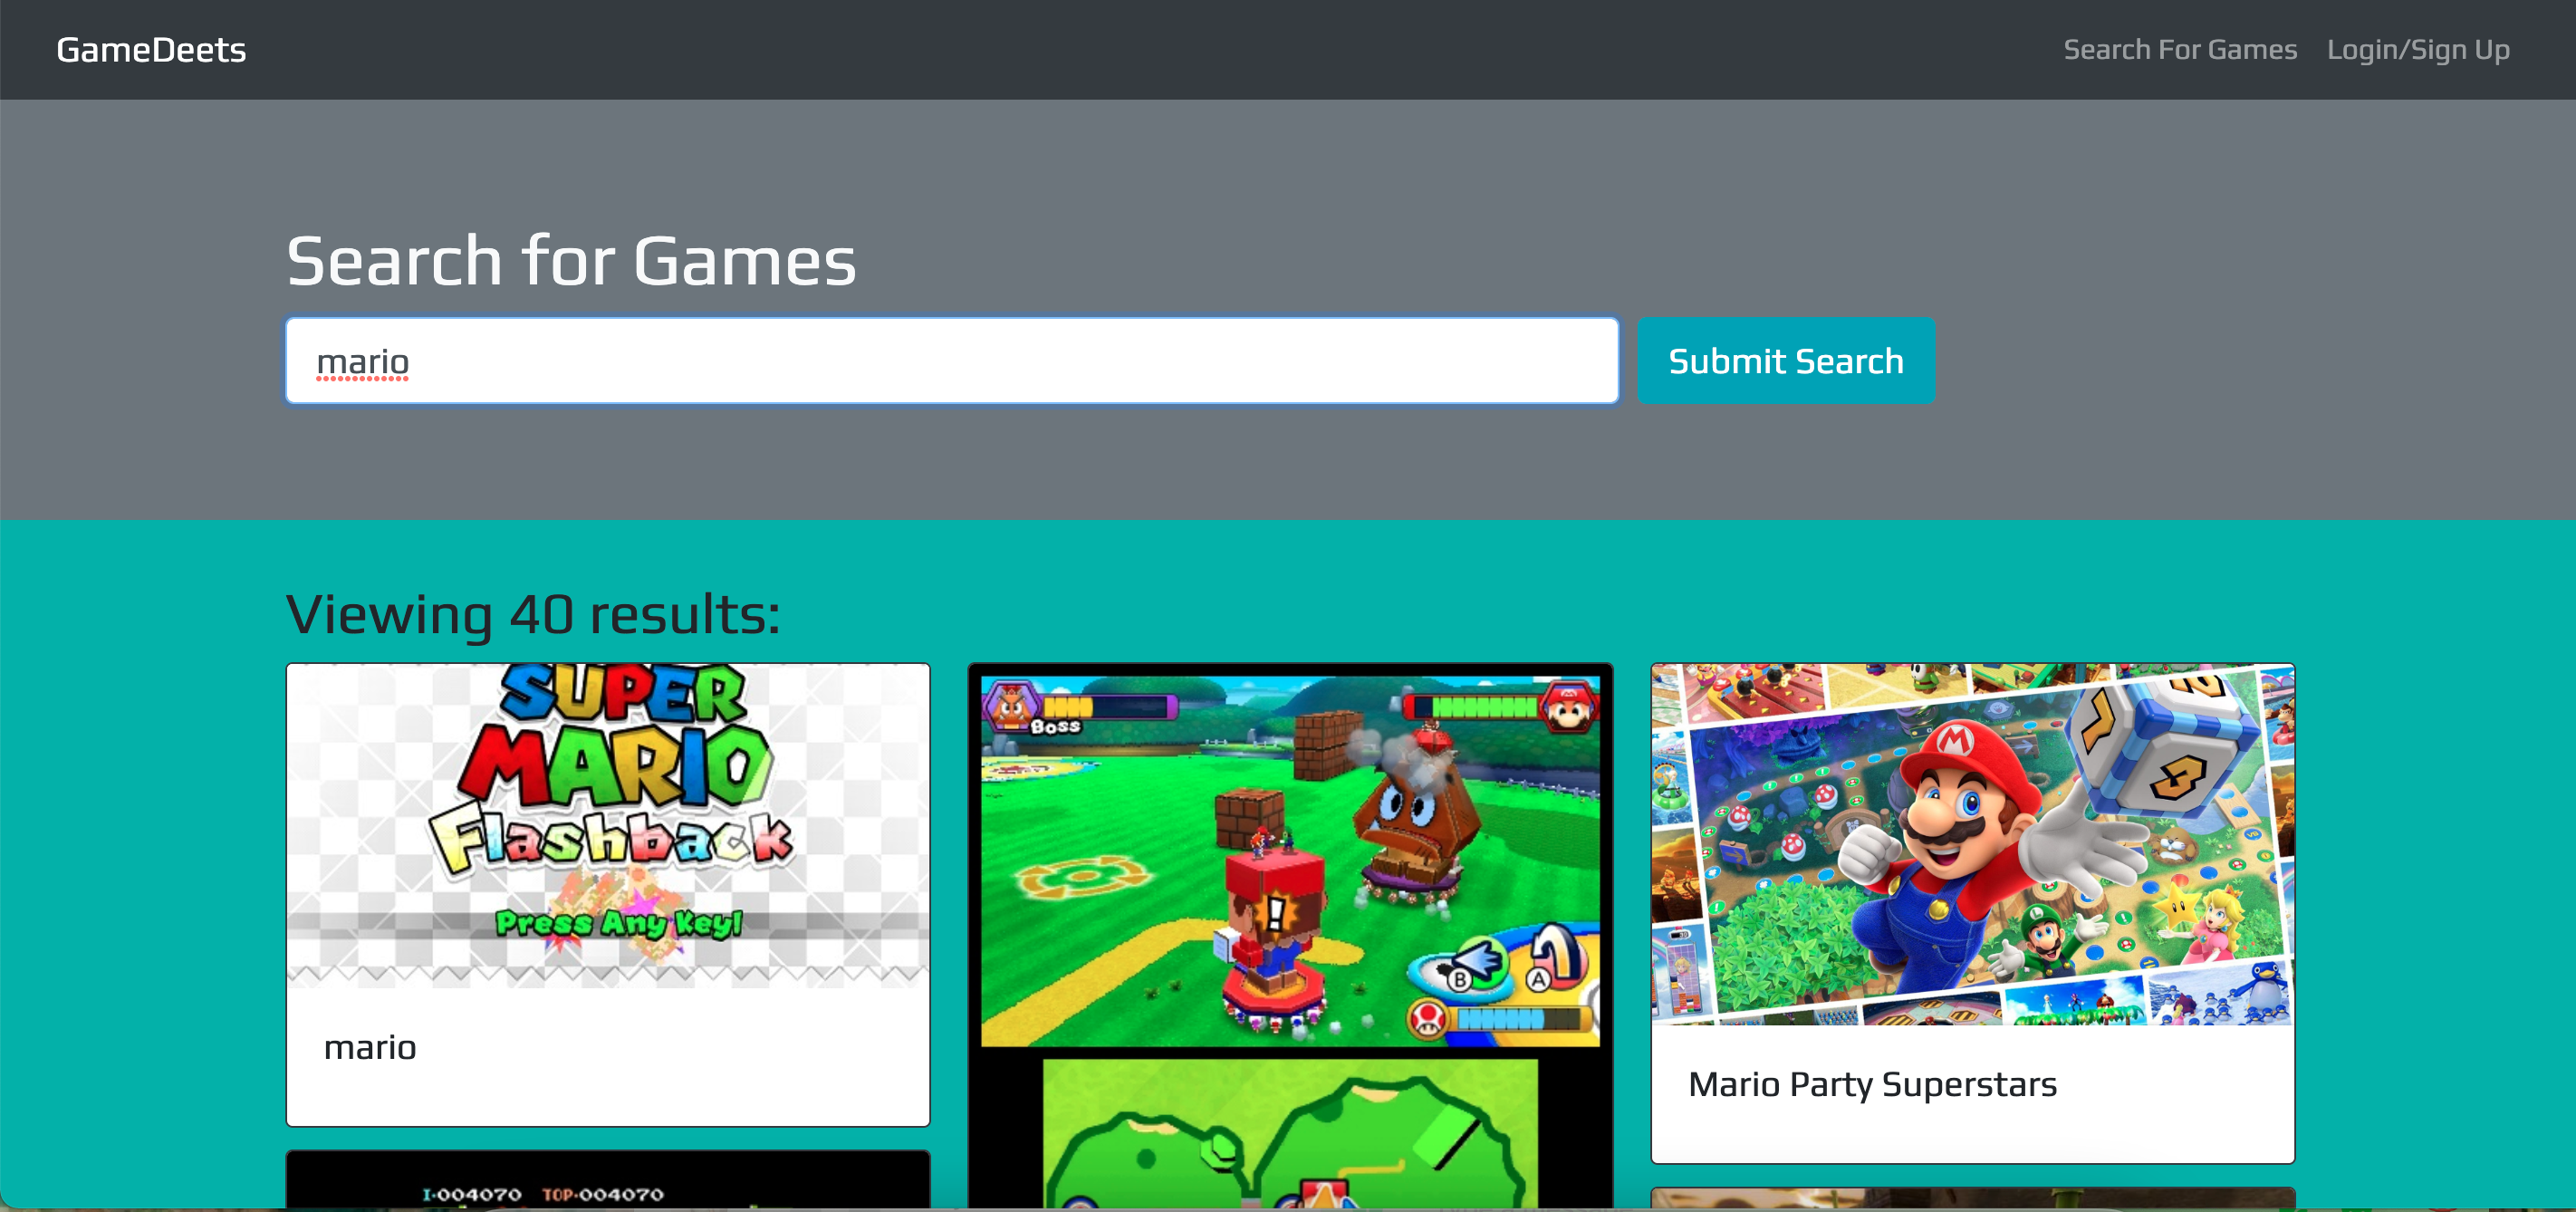 GameDeets
Search For Games
Login/Sign Up
Search for Games
mario
Submit Search
Viewing 40 results:
SUPER
MARIO
Flashback
Press Any Key!
mario
Boss
!
B
A
M
3
Mario Party Superstars
I-004070 TOP-004070